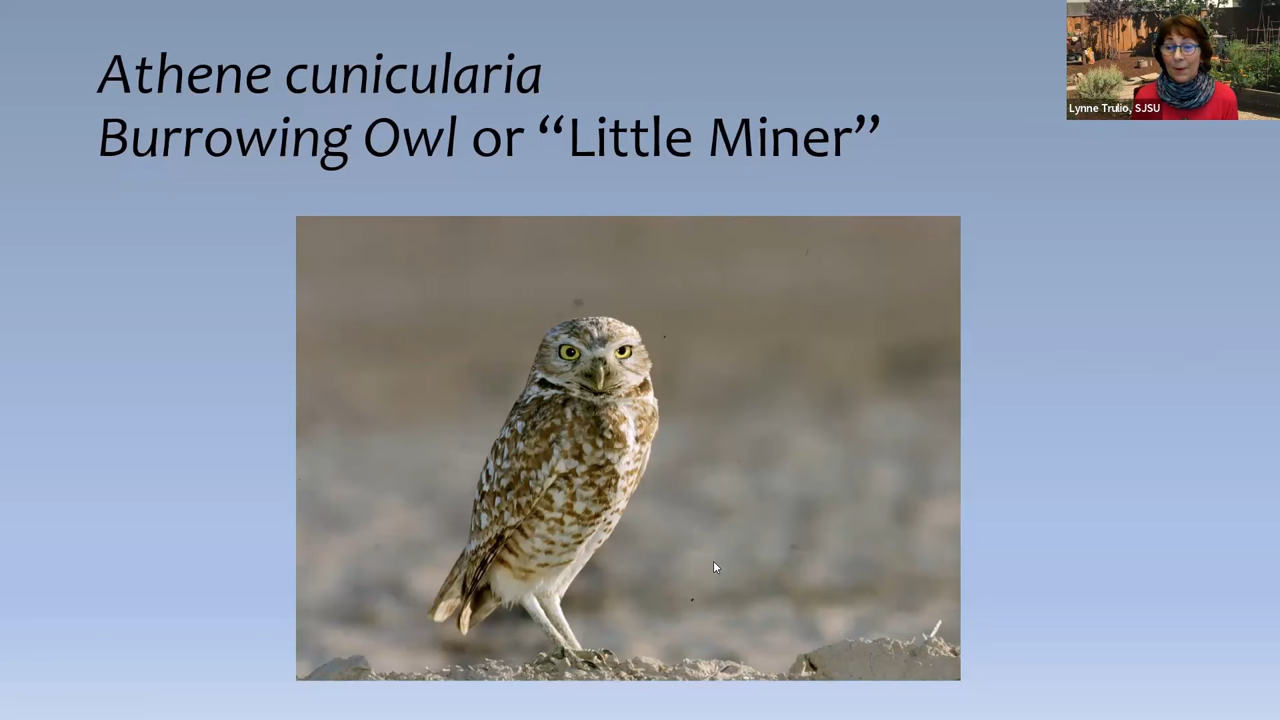 Athene cunicularia
Burrowing Owl or “Little Miner”
Lynne Trulio, SJSU